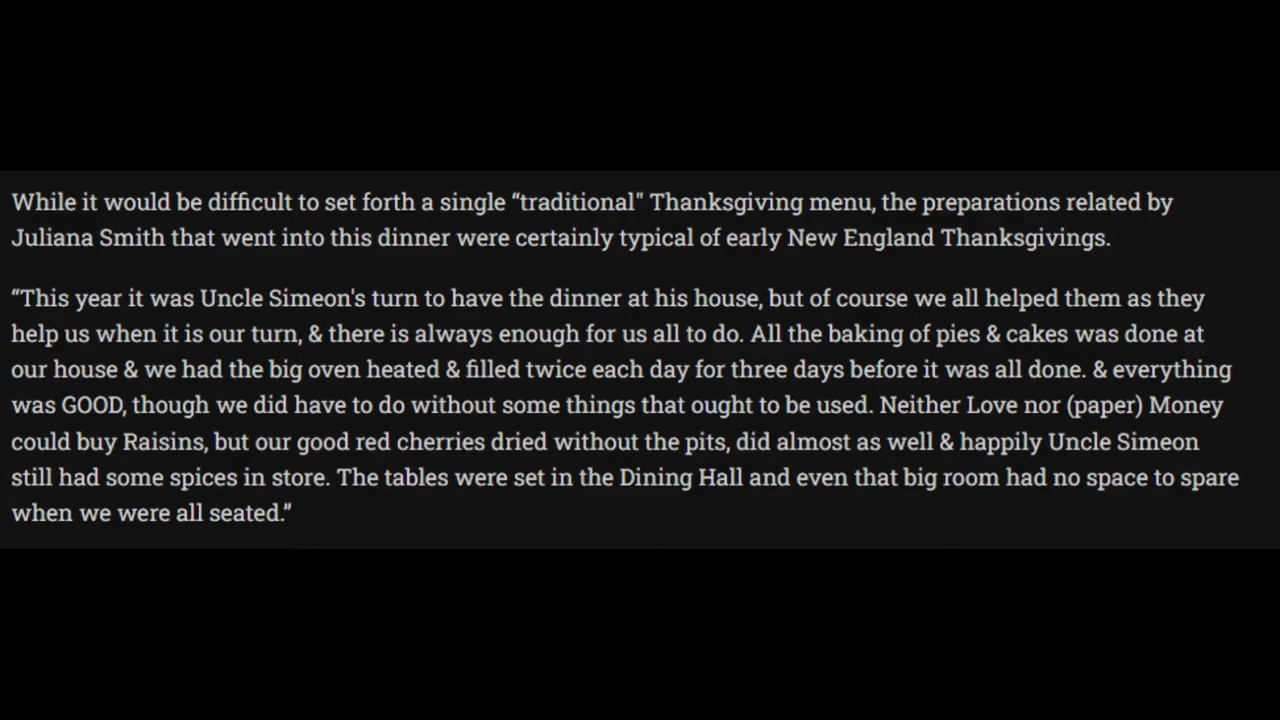 While it would be difficult to set forth a single “traditional" Thanksgiving menu, the preparations related by
Juliana Smith that went into this dinner were certainly typical of early New England Thanksgivings.
“This year it was Uncle Simeon's turn to have the dinner at his house, but of course we all helped them as they
help us when it is our turn, & there is always enough for us all to do. All the baking of pies & cakes was done at
our house & we had the big oven heated & filled twice each day for three days before it was all done. & everything
was GOOD, though we did have to do without some things that ought to be used. Neither Love nor (paper) Money
could buy Raisins, but our good red cherries dried without the pits, did almost as well & happily Uncle Simeon
still had some spices in store. The tables were set in the Dining Hall and even that big room had no space to spare
when we were all seated.”